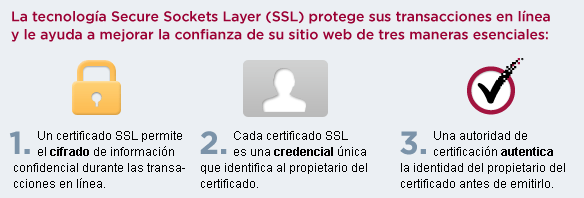 La tecnología Secure Sockets Layer (SSL) protege sus transacciones en línea
y le ayuda a mejorar la confianza de su sitio web de tres maneras esenciales:
1. Un certificado SSL permite
el cifrado de información
confidencial durante las transa-
cciones en línea.
2. Cada certificado SSL
es una credencial única
que identifica al propietario del
certificado.
3. Una autoridad de
certificación autentica
la identidad del propietario del
certificado antes de emitirlo.